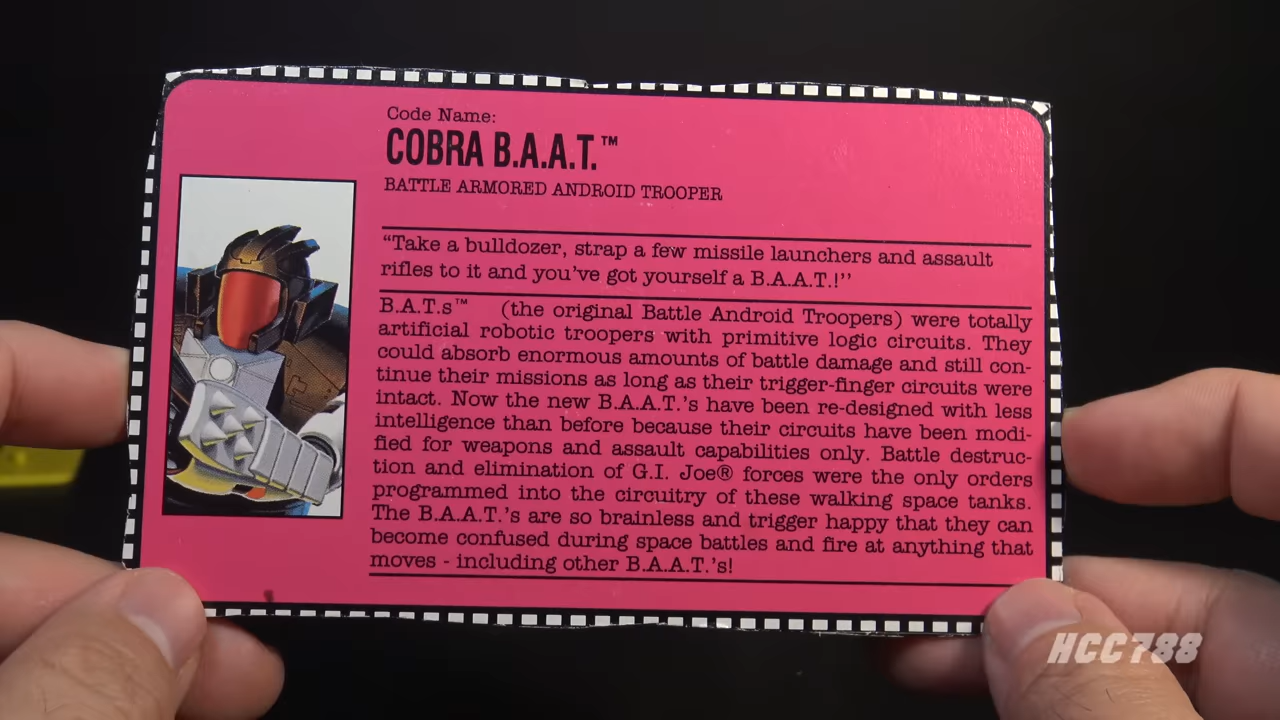 Code Name:
COBRA B.A.A.T.™
BATTLE ARMORED ANDROID TROOPER
“Take a bulldozer, strap a few missile launchers and assault
rifles to it and you’ve got yourself a B.A.A.T.!’’
B.A.T.s™ (the original Battle Android Troopers) were totally
artificial robotic troopers with primitive logic circuits. They
could absorb enormous amounts of battle damage and still con-
tinue their missions as long as their trigger-finger circuits were
intact. Now the new B.A.A.T.'s have been re-designed with less
intelligence than before because their circuits have been modi-
fied for weapons and assault capabilities only. Battle destruc-
tion and elimination of G.I. Joe® forces were the only orders
programmed into the circuitry of these walking space tanks.
The B.A.A.T.'s are so brainless and trigger happy that they can
become confused during space battles and fire at anything that
moves - including other B.A.A.T.'s!
HCC788